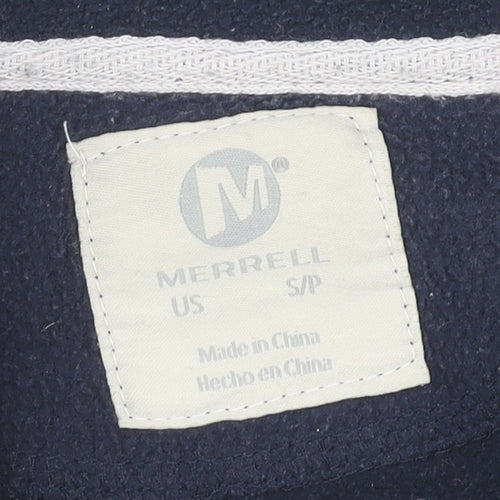 M®
MERRELL
US S/P
Made in China
Hecho en China